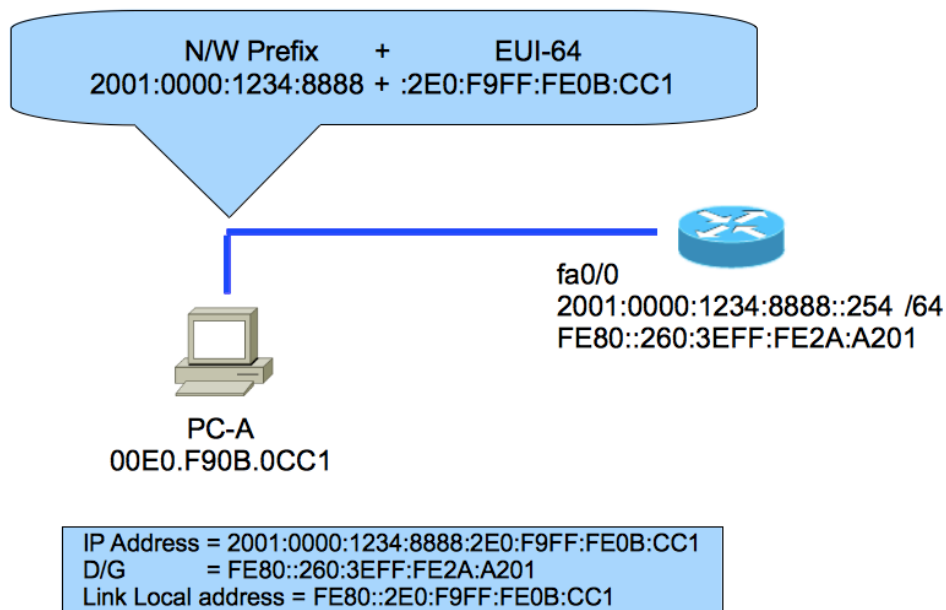 N/W Prefix + EUI-64
2001:0000:1234:8888 + :2E0:F9FF:FE0B:CC1
fa0/0
2001:0000:1234:8888::254 /64
FE80::260:3EFF:FE2A:A201
PC-A
00E0.F90B.0CC1
IP Address = 2001:0000:1234:8888:2E0:F9FF:FE0B:CC1
D/G = FE80::260:3EFF:FE2A:A201
Link Local address = FE80::2E0:F9FF:FE0B:CC1